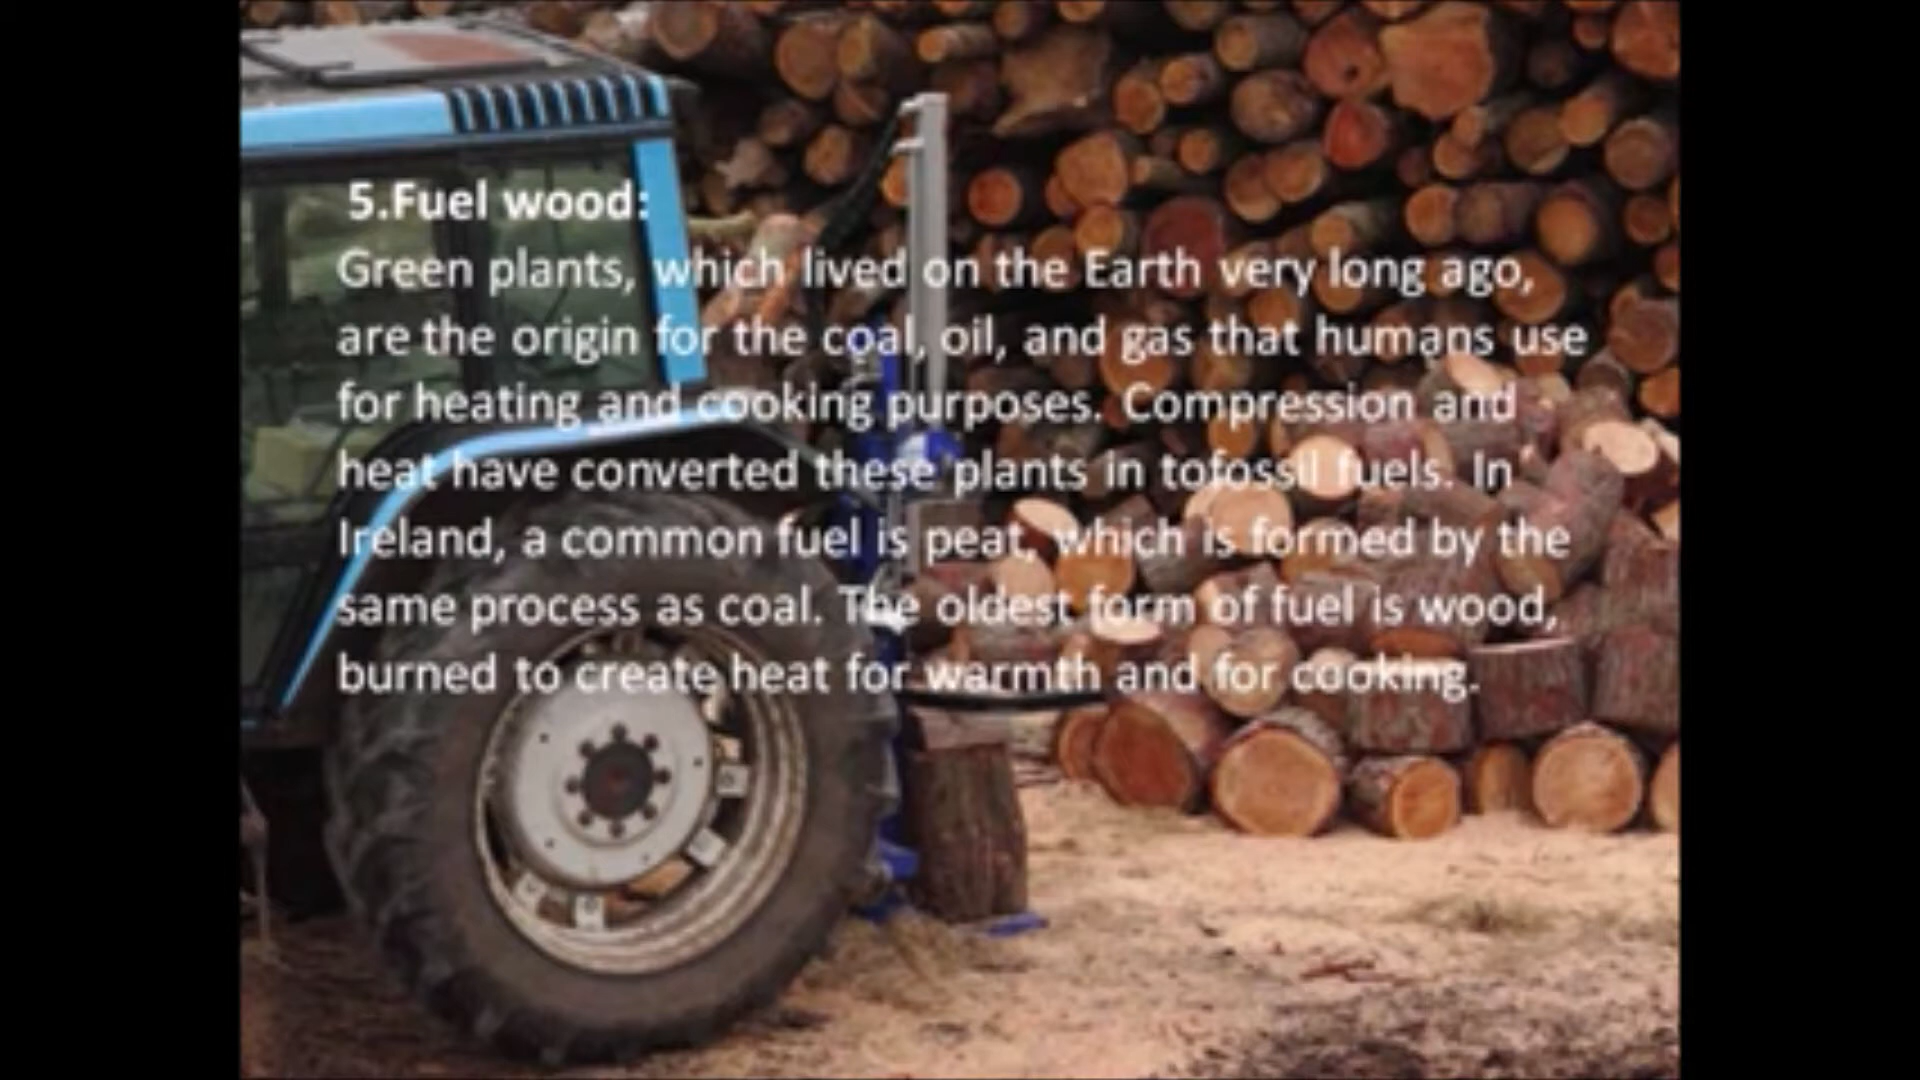 5.Fuel wood:
Green plants, which lived on the Earth very long ago,
are the origin for the coal, oil, and gas that humans use
for heating and cooking purposes. Compression and
heat have converted these plants in tofossil fuels. In
Ireland, a common fuel is peat, which is formed by the
same process as coal. The oldest form of fuel is wood,
burned to create heat for warmth and for cooking.